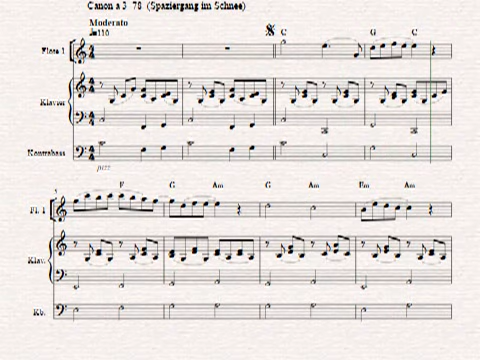 Canon a 3 78 (Spaziergang im Schnee)
Moderato
=110
C G C
Flöte 1
Klavier
Kontrabass
pizz
5
F G Am C Am Em Am
Fl. 1
Klav.
Kb.